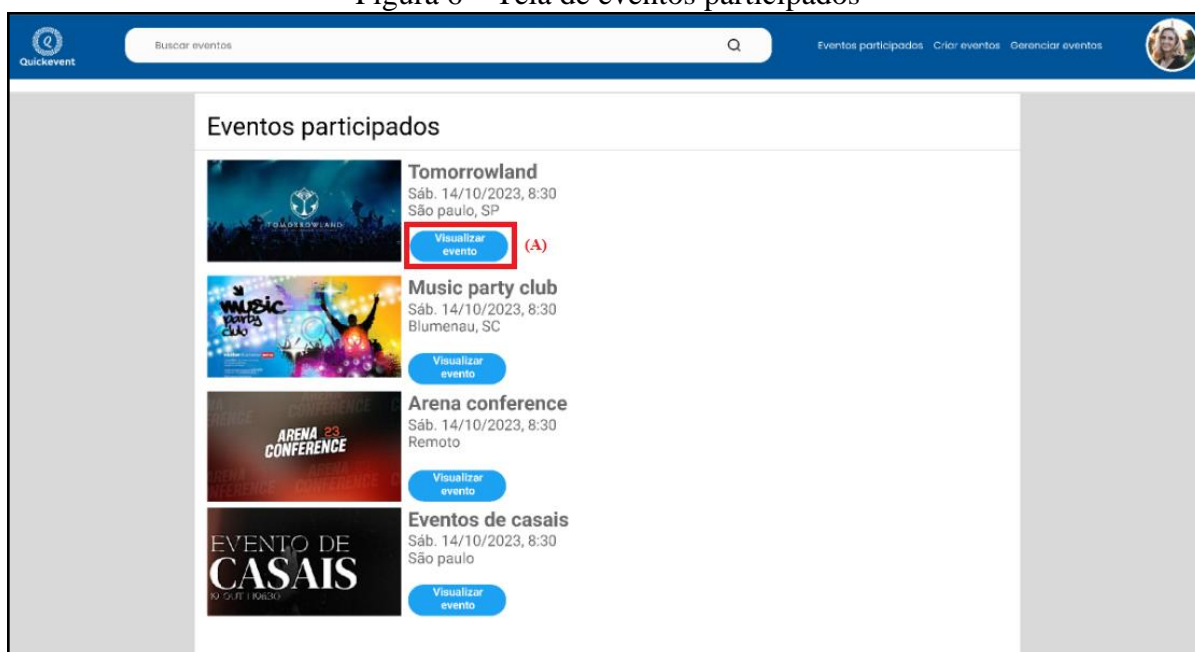 Figura 6 – Tela de eventos participados
Quickevent
Buscar eventos
Eventos participados Criar eventos Gerenciar eventos
Eventos participados
TOMORROWLAND
Tomorrowland
Sáb. 14/10/2023, 8:30
São paulo, SP
Visualizar
evento
(A)
music
party
club
Music party club
Sáb. 14/10/2023, 8:30
Blumenau, SC
Visualizar
evento
ARENA 23
CONFERENCE
Arena conference
Sáb. 14/10/2023, 8:30
Remoto
Visualizar
evento
EVENTO DE
CASAIS
19 OUT | 19h30
Eventos de casais
Sáb. 14/10/2023, 8:30
São paulo
Visualizar
evento